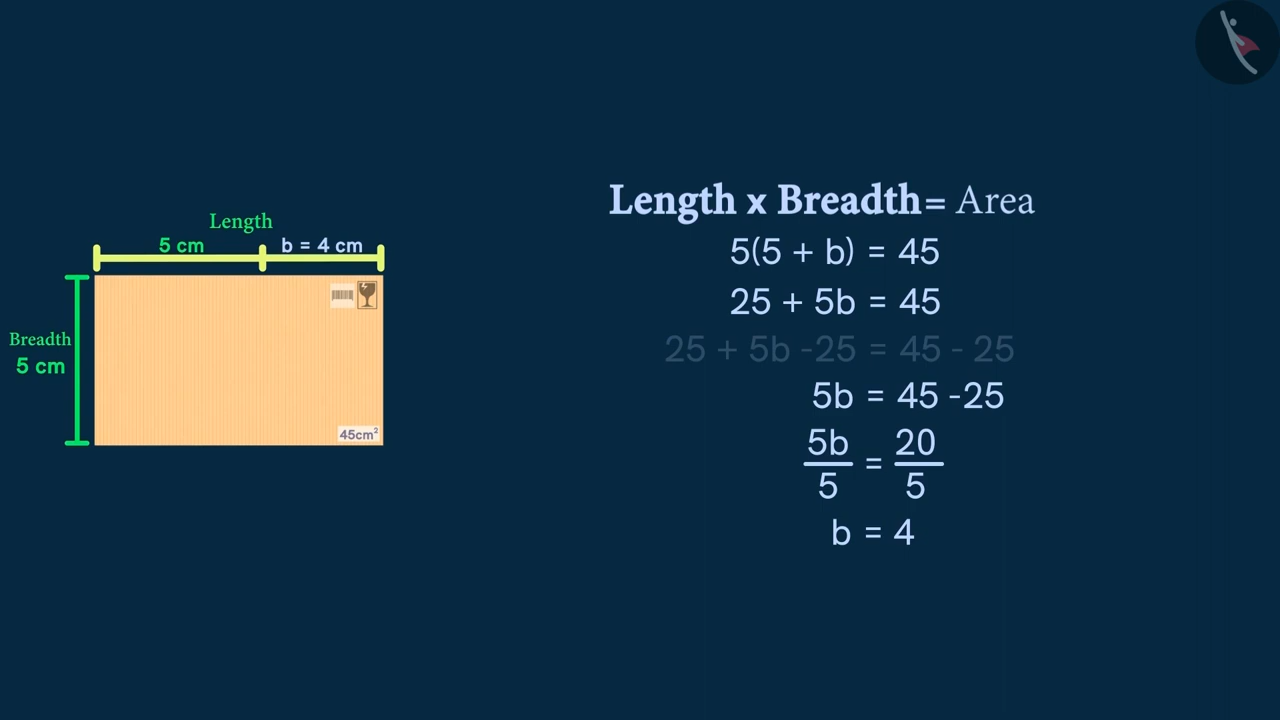 Length
5 cm b = 4 cm
Breadth
5 cm
45cm²
Length x Breadth= Area
5(5 + b) = 45
25 + 5b = 45
25 + 5b -25 = 45 - 25
5b = 45 -25
5b/5 = 20/5
b = 4